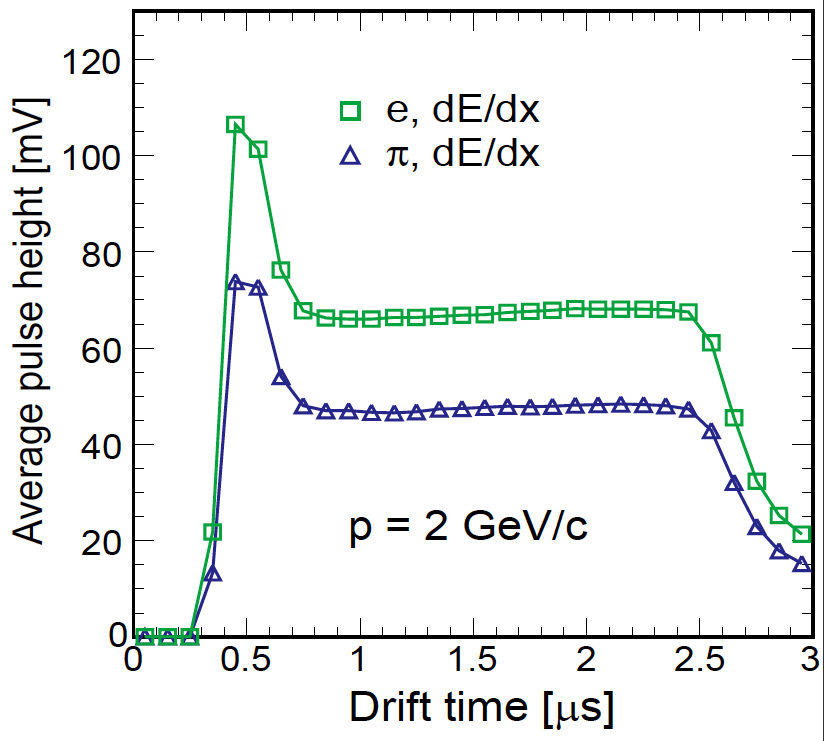 Average pulse height [mV]
120
100
80
60
40
20
0
e, dE/dx
π, dE/dx
p = 2 GeV/c
0 0.5 1 1.5 2 2.5 3
Drift time [μs]